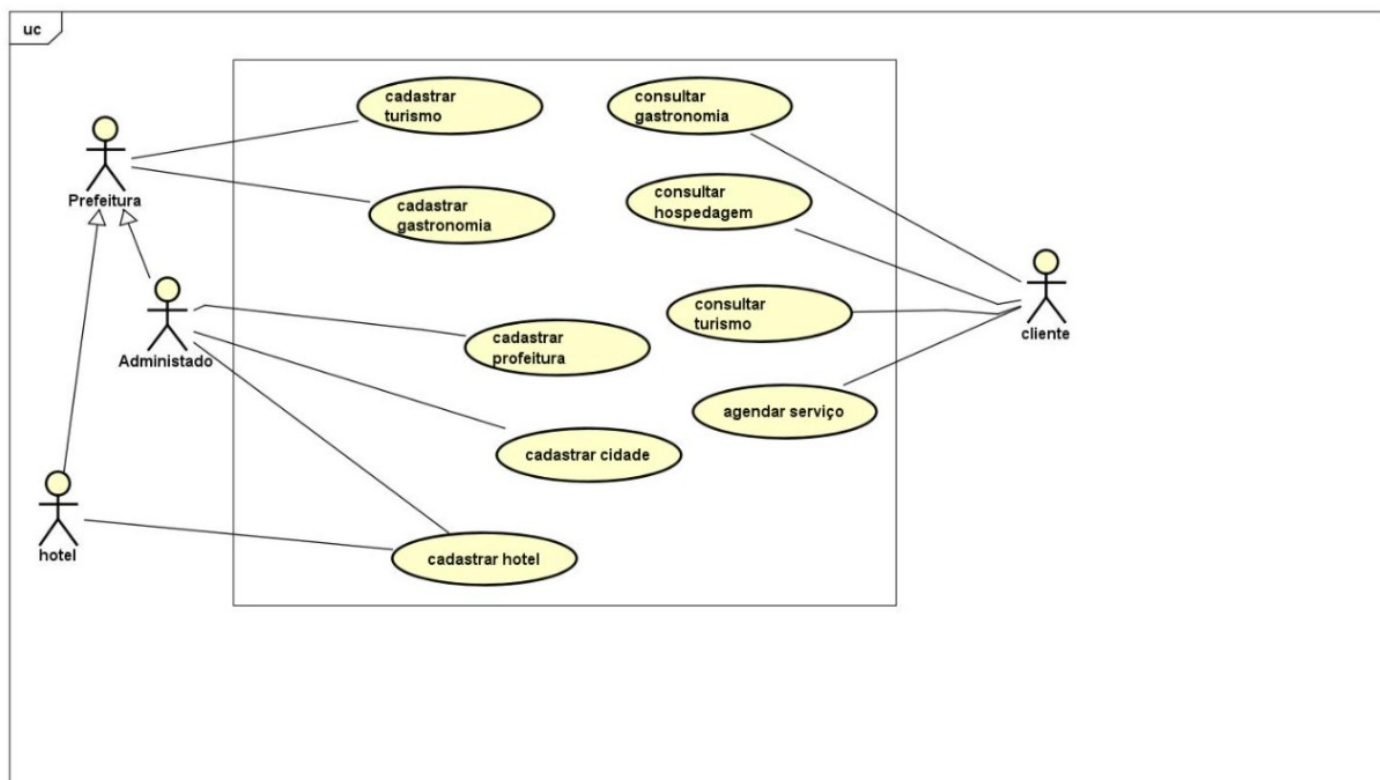 uc
cadastrar
turismo
consultar
gastronomia
Prefeitura
cadastrar
gastronomia
consultar
hospedagem
Administado
cadastrar
profeitura
consultar
turismo
cliente
agendar serviço
cadastrar cidade
hotel
cadastrar hotel